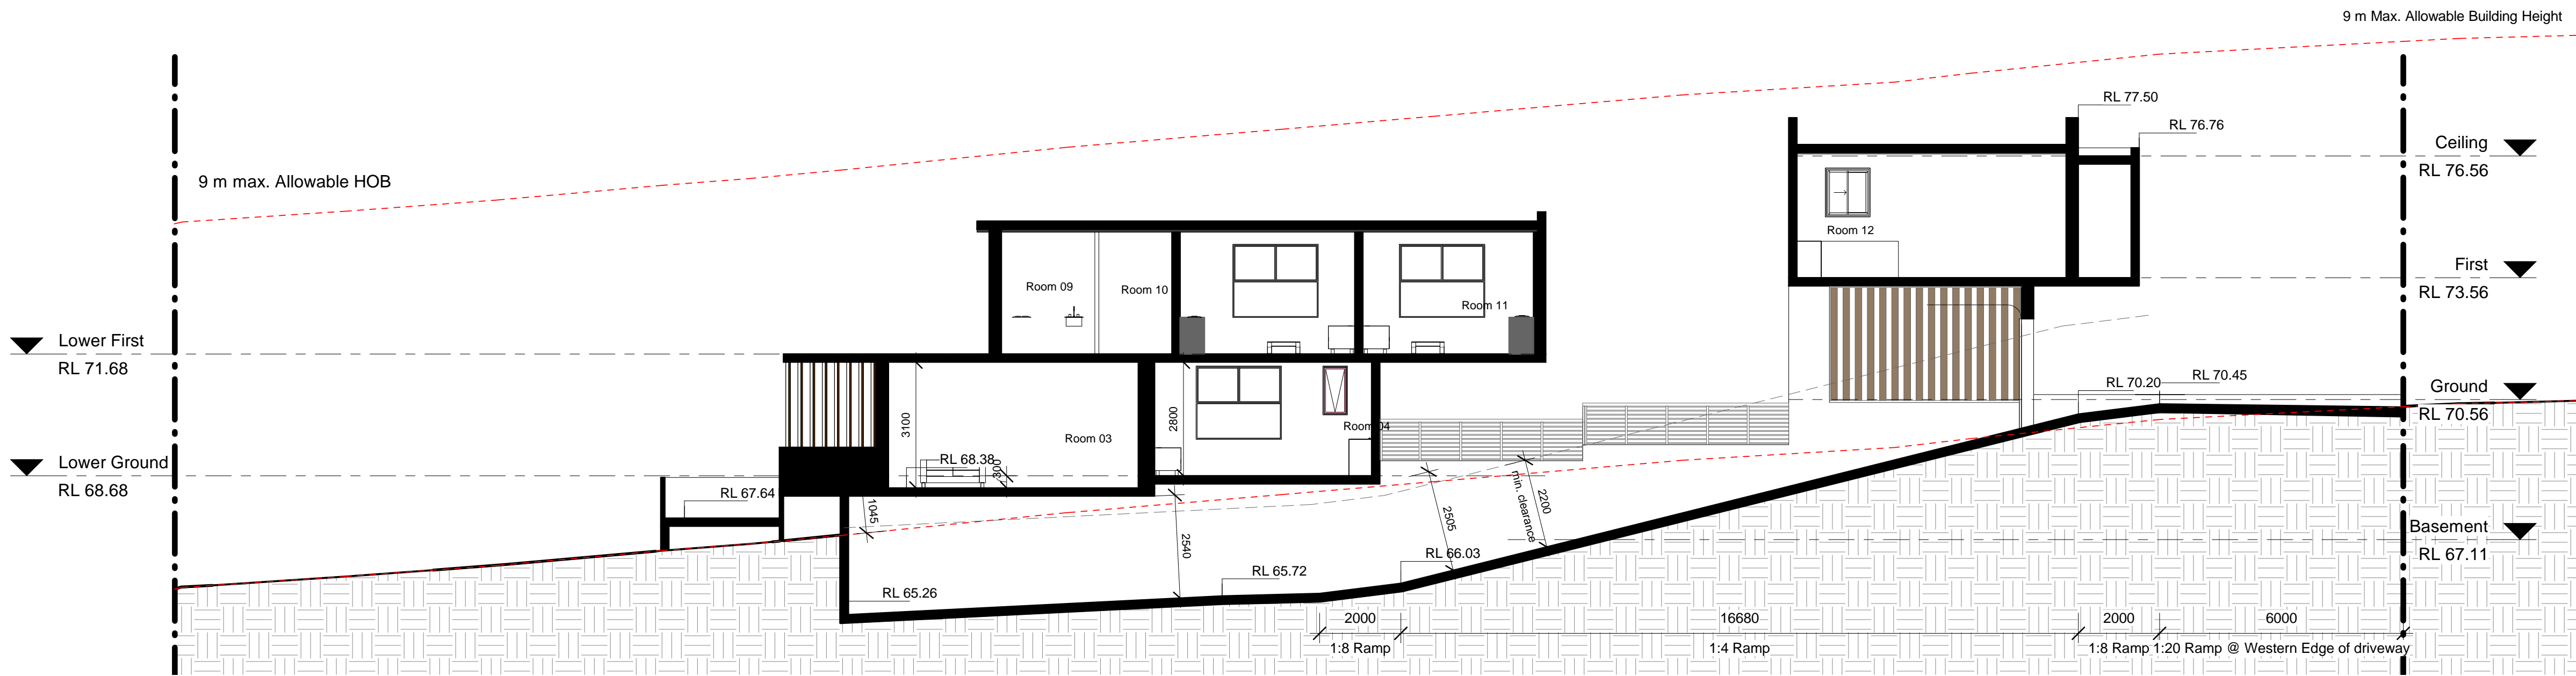 9 m Max. Allowable Building Height
RL 77.50
RL 76.76
Ceiling
RL 76.56
9 m max. Allowable HOB
Room 12
First
RL 73.56
Room 09
Room 10
Room 11
Lower First
RL 71.68
RL 70.20
RL 70.45
Ground
RL 70.56
3100
2800
Room 03
Room 04
Lower Ground
RL 68.68
RL 68.38
300
RL 67.64
1045
2540
2505
2200
min. clearance
Basement
RL 67.11
RL 66.03
RL 65.72
RL 65.26
2000
16680
2000
6000
1:8 Ramp
1:4 Ramp
1:8 Ramp
1:20 Ramp @ Western Edge of driveway